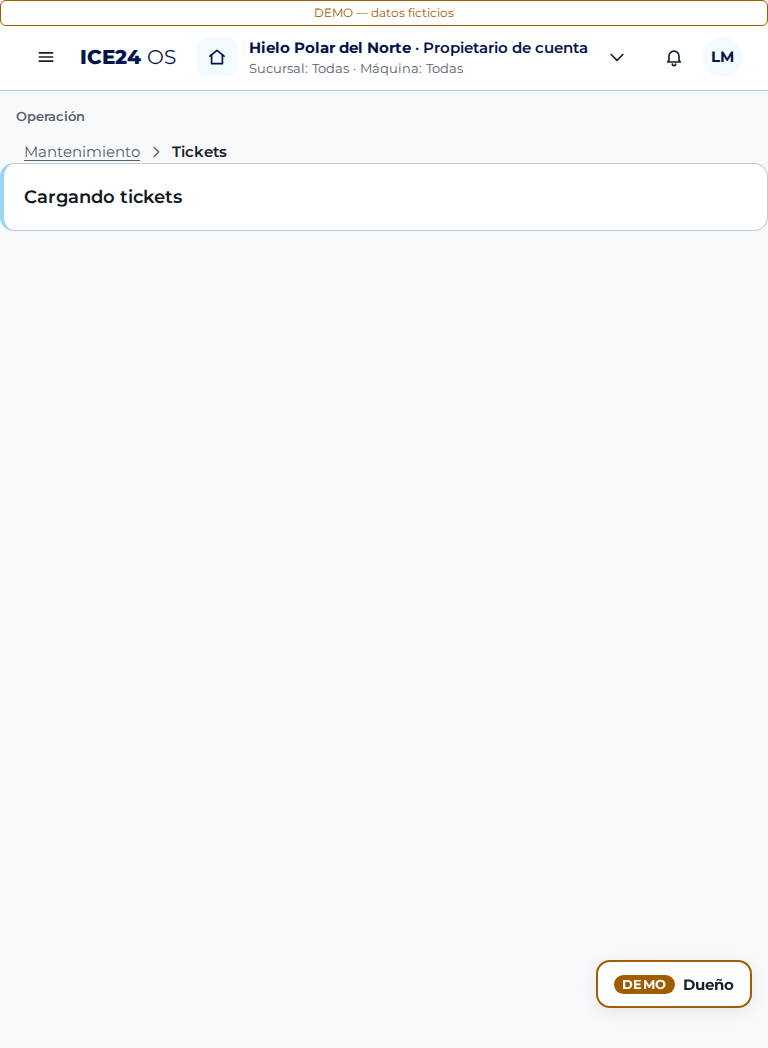 DEMO — datos ficticios
ICE24 OS
Hielo Polar del Norte · Propietario de cuenta
Sucursal: Todas · Máquina: Todas
LM
Operación
Mantenimiento > Tickets
Cargando tickets
DEMO Dueño